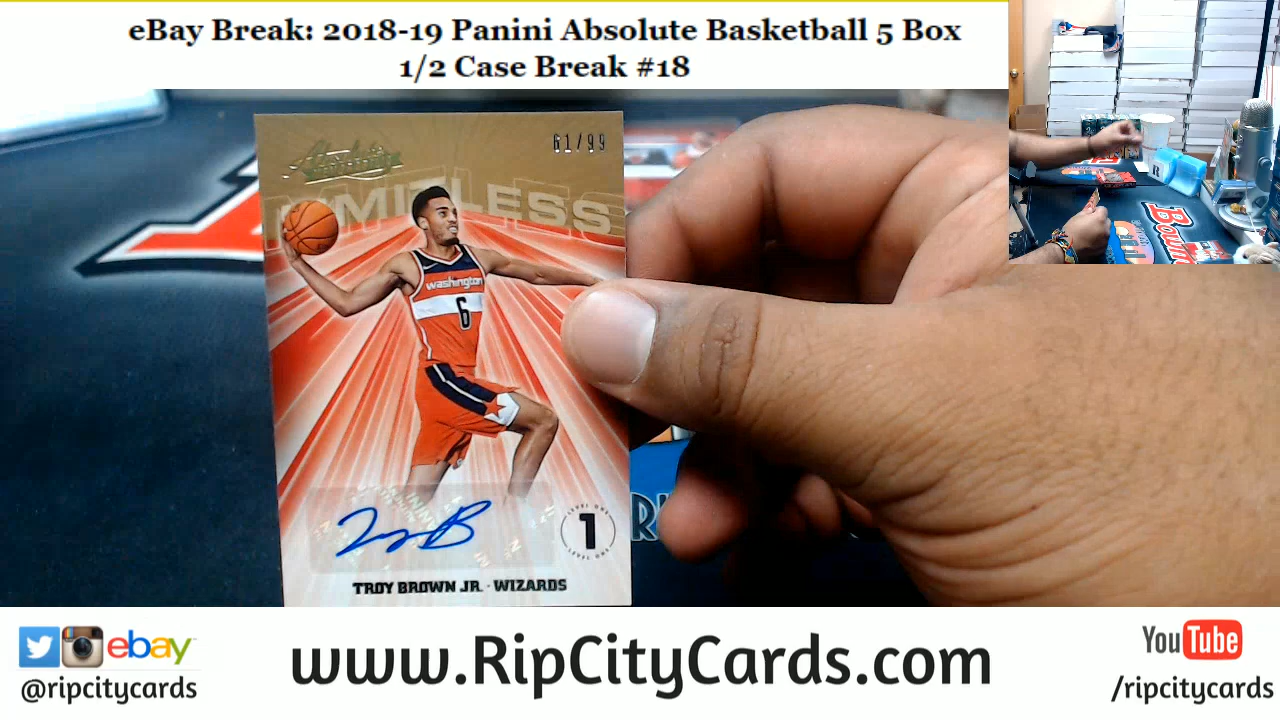 eBay Break: 2018-19 Panini Absolute Basketball 5 Box
1/2 Case Break #18
61/99
LIMITLESS
washington
6
1
TROY BROWN JR. · WIZARDS
ebay
@ripcitycards
www.RipCityCards.com
YouTube
/ripcitycards